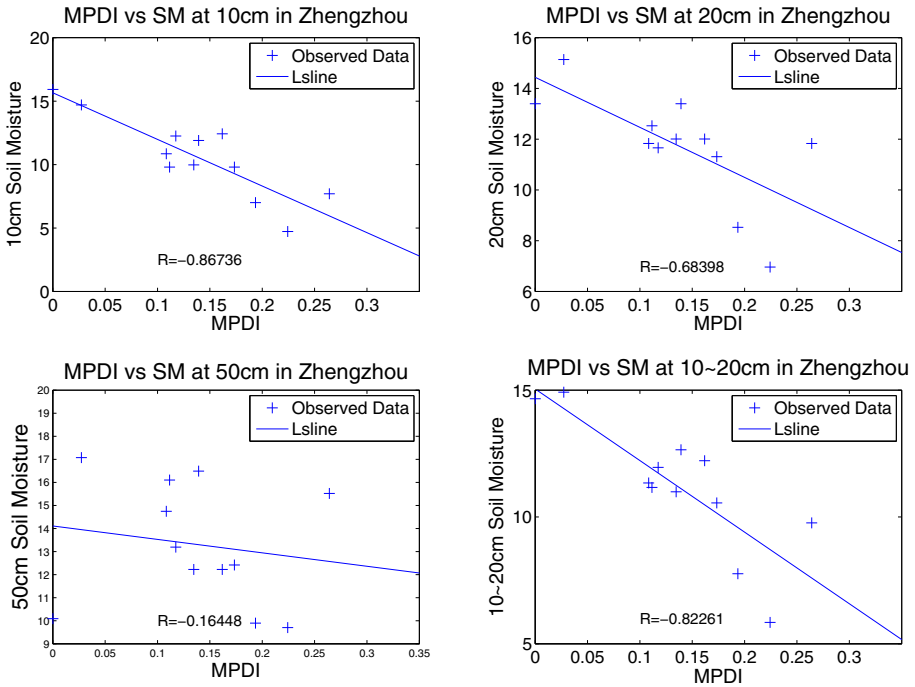 MPDI vs SM at 10cm in Zhengzhou
20
15
10
5
0
10cm Soil Moisture
Observed Data
Lsline
R=−0.86736
0 0.05 0.1 0.15 0.2 0.25 0.3
MPDI
MPDI vs SM at 20cm in Zhengzhou
16
14
12
10
8
6
20cm Soil Moisture
Observed Data
Lsline
R=−0.68398
0 0.05 0.1 0.15 0.2 0.25 0.3
MPDI
MPDI vs SM at 50cm in Zhengzhou
20
19
18
17
16
15
14
13
12
11
10
9
50cm Soil Moisture
Observed Data
Lsline
R=−0.16448
0 0.05 0.1 0.15 0.2 0.25 0.3 0.35
MPDI
MPDI vs SM at 10~20cm in Zhengzhou
15
10
5
10~20cm Soil Moisture
Observed Data
Lsline
R=−0.82261
0 0.05 0.1 0.15 0.2 0.25 0.3
MPDI